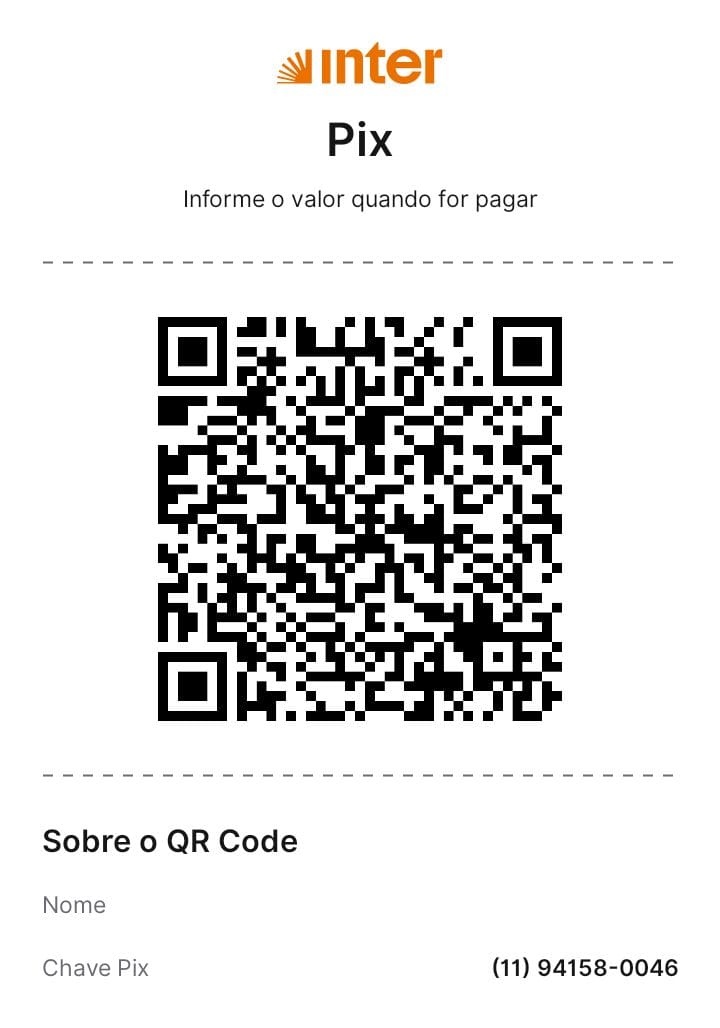 inter
Pix
Informe o valor quando for pagar
Sobre o QR Code
Nome
Chave Pix (11) 94158-0046